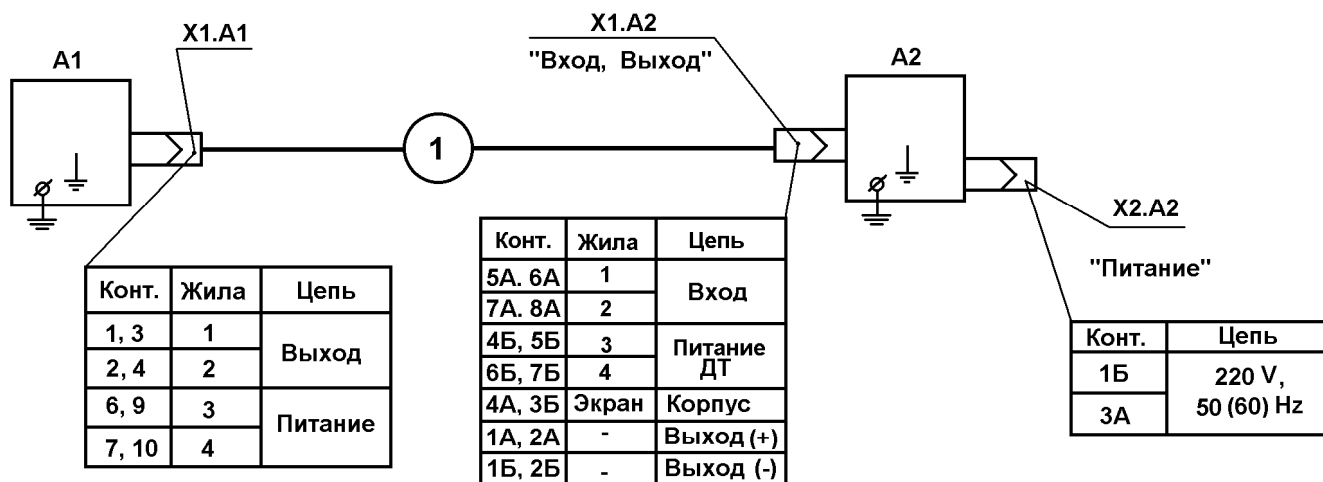 А1
X1.A1
X1.A2
"Вход, Выход"
А2
1
X2.A2
"Питание"
Конт. Жила Цепь
1, 3 1 Выход
2, 4 2
6, 9 3 Питание
7, 10 4
Конт. Жила Цепь
5А. 6А 1 Вход
7А. 8А 2
4Б, 5Б 3 Питание
ДТ
6Б, 7Б 4
4А, 3Б Экран Корпус
1А, 2А - Выход (+)
1Б, 2Б - Выход (-)
Конт. Цепь
1Б 220 V,
3А 50 (60) Hz